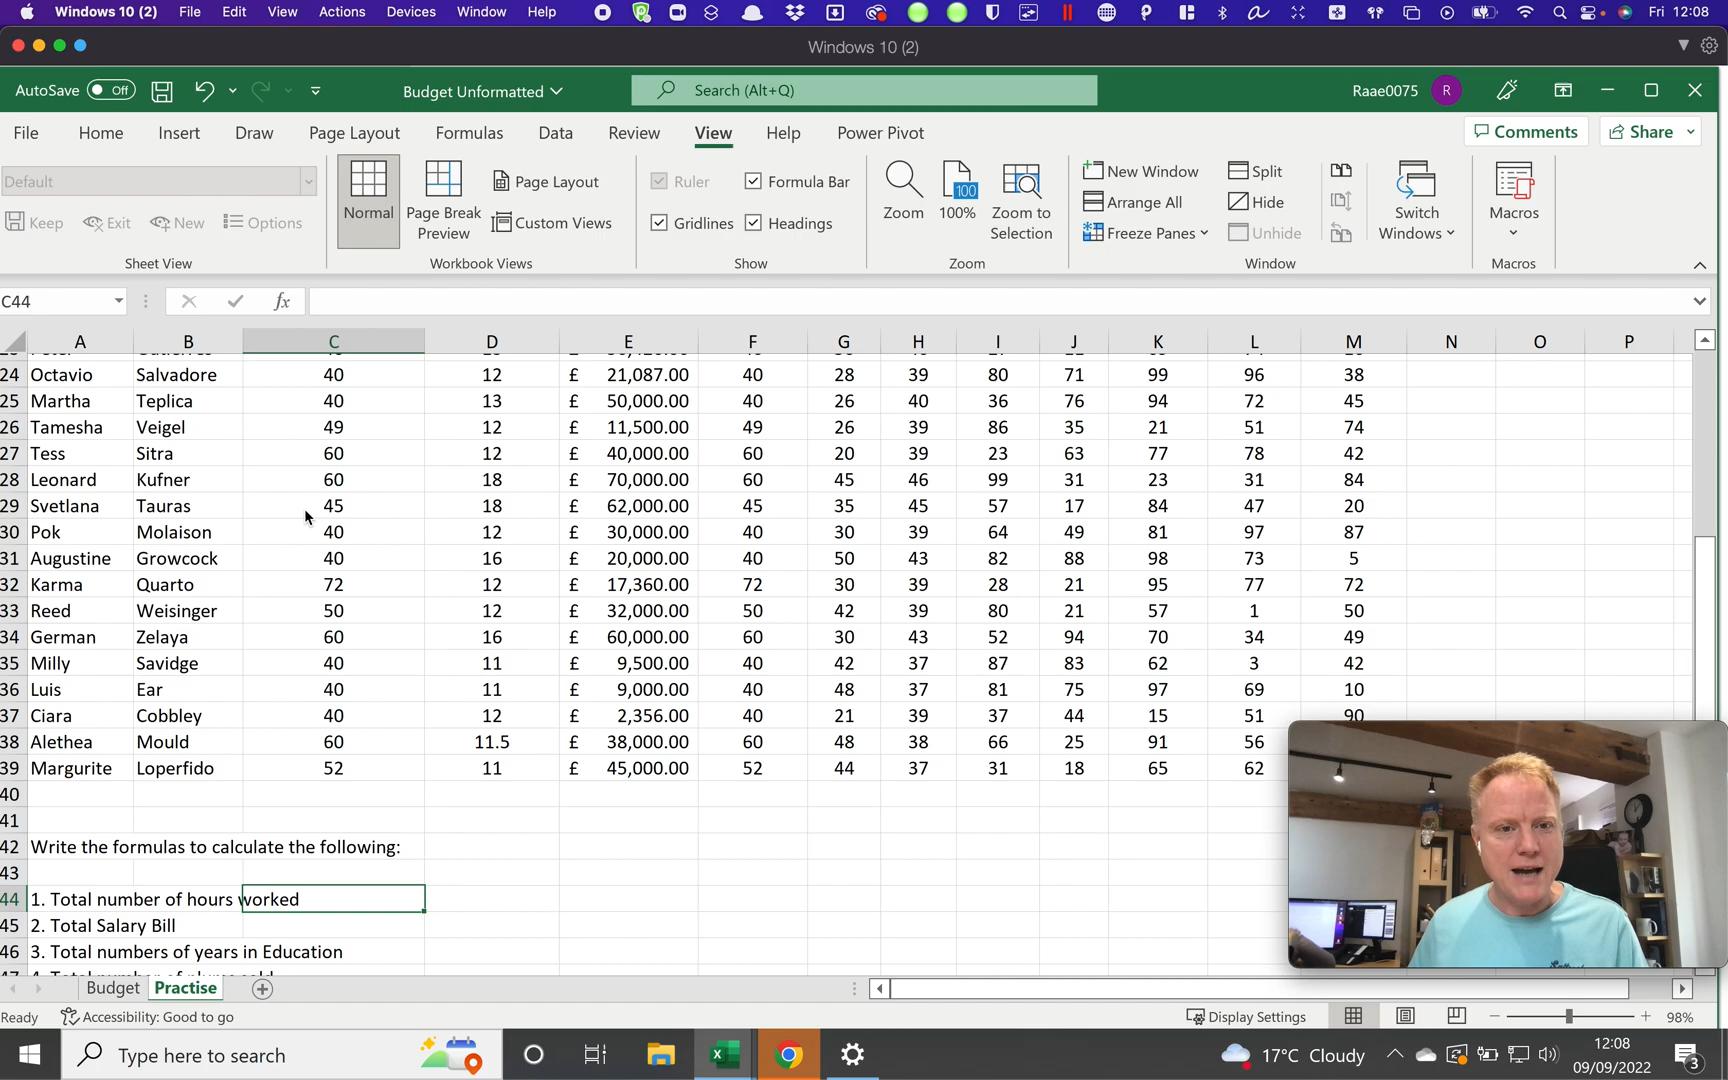 Windows 10 (2) File Edit View Actions Devices Window Help Fri 12:08
Windows 10 (2)
AutoSave Off Budget Unformatted Search (Alt+Q) Raae0075 R
File Home Insert Draw Page Layout Formulas Data Review View Help Power Pivot Comments Share
Default Normal Page Break Preview Page Layout Ruler Formula Bar Zoom 100 100% Zoom to Selection New Window Split Switch Windows Macros
Arrange All Hide
Keep Exit New Options Custom Views Gridlines Headings Freeze Panes Unhide
Sheet View Workbook Views Show Zoom Window Macros
C44 fx
A B C D E F G H I J K L M N O P
24 Octavio Salvadore 40 12 £ 21,087.00 40 28 39 80 71 99 96 38
25 Martha Teplica 40 13 £ 50,000.00 40 26 40 36 76 94 72 45
26 Tamesha Veigel 49 12 £ 11,500.00 49 26 39 86 35 21 51 74
27 Tess Sitra 60 12 £ 40,000.00 60 20 39 23 63 77 78 42
28 Leonard Kufner 60 18 £ 70,000.00 60 45 46 99 31 23 31 84
29 Svetlana Tauras 45 18 £ 62,000.00 45 35 45 57 17 84 47 20
30 Pok Molaison 40 12 £ 30,000.00 40 30 39 64 49 81 97 87
31 Augustine Growcock 40 16 £ 20,000.00 40 50 43 82 88 98 73 5
32 Karma Quarto 72 12 £ 17,360.00 72 30 39 28 21 95 77 72
33 Reed Weisinger 50 12 £ 32,000.00 50 42 39 80 21 57 1 50
34 German Zelaya 60 16 £ 60,000.00 60 30 43 52 94 70 34 49
35 Milly Savidge 40 11 £ 9,500.00 40 42 37 87 83 62 3 42
36 Luis Ear 40 11 £ 9,000.00 40 48 37 81 75 97 69 10
37 Ciara Cobbley 40 12 £ 2,356.00 40 21 39 37 44 15 51 90
38 Alethea Mould 60 11.5 £ 38,000.00 60 48 38 66 25 91 56
39 Margurite Loperfido 52 11 £ 45,000.00 52 44 37 31 18 65 62
40
41
42 Write the formulas to calculate the following:
43
44 1. Total number of hours worked
45 2. Total Salary Bill
46 3. Total numbers of years in Education
Budget Practise
Ready Accessibility: Good to go Display Settings 98%
Type here to search 17°C Cloudy 12:08
09/09/2022 3